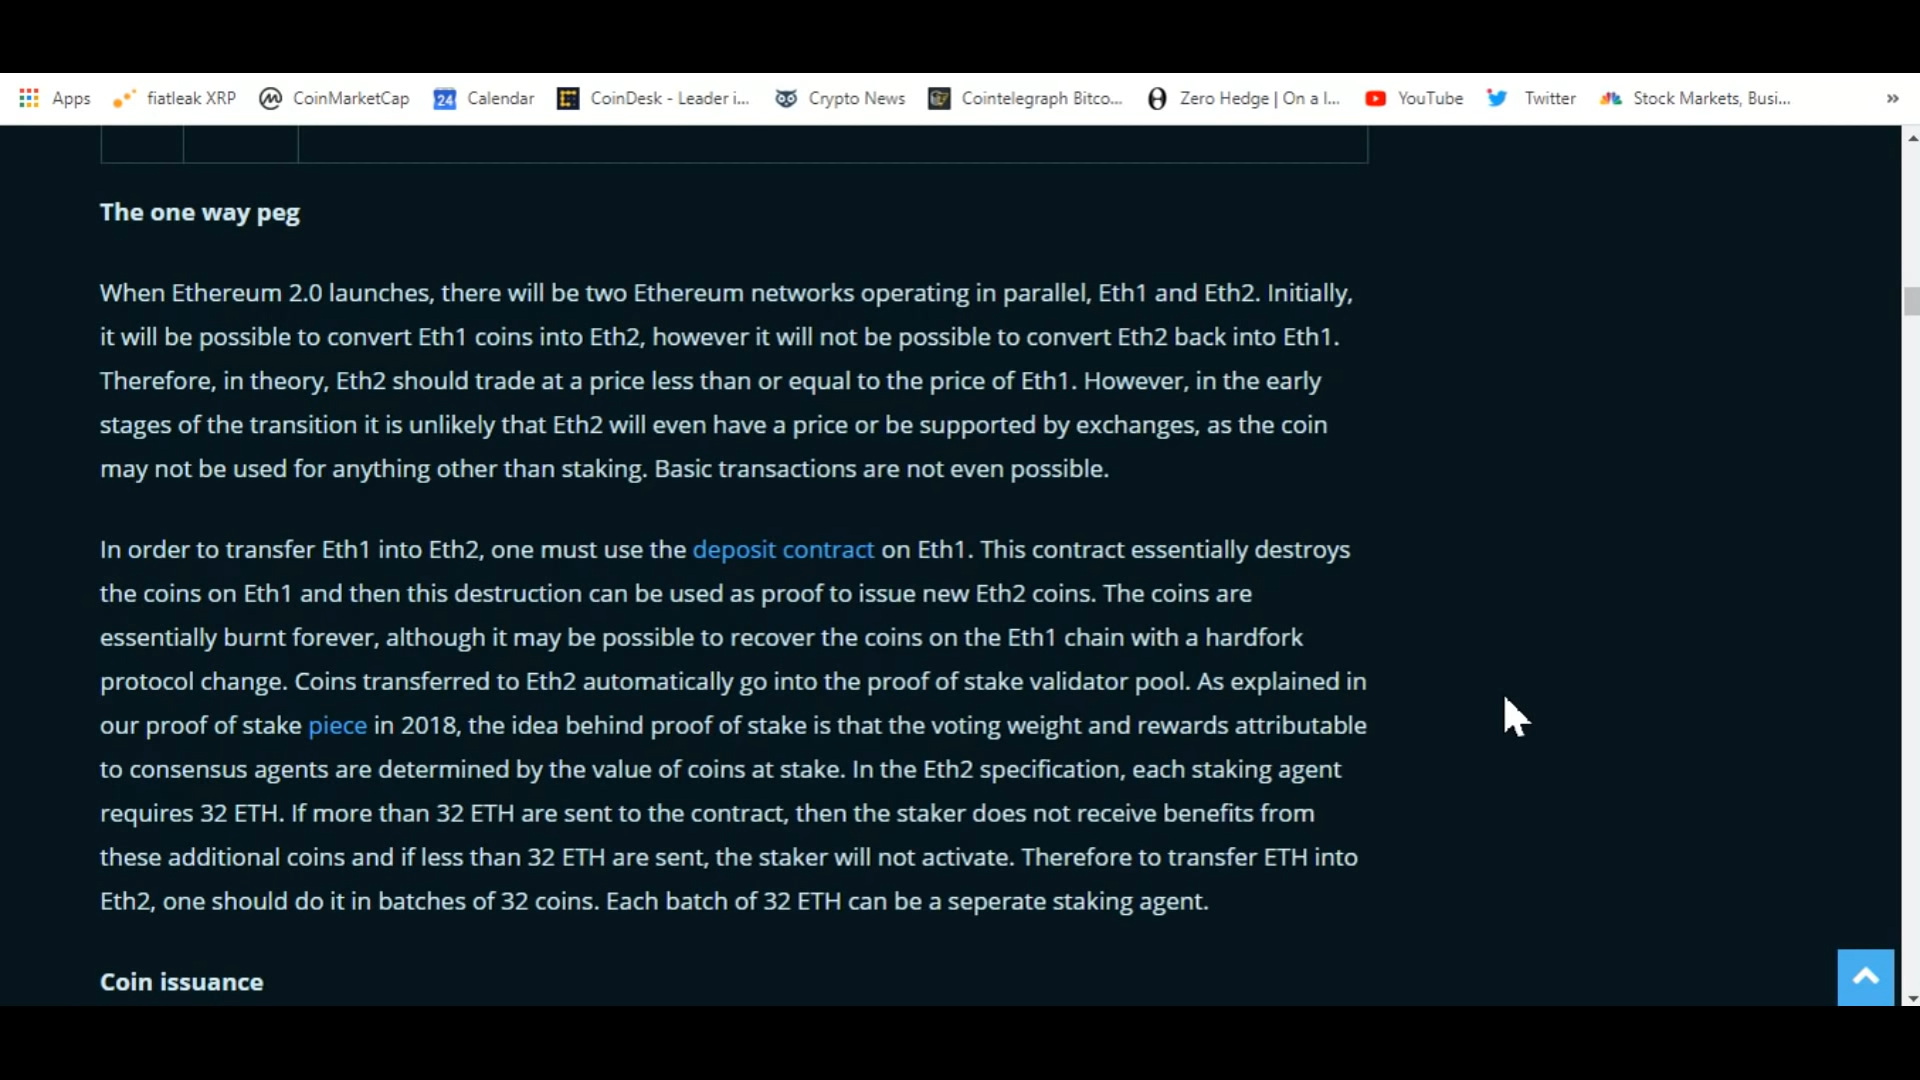 Apps fiatleak XRP CoinMarketCap 24 Calendar CoinDesk - Leader i... Crypto News Cointelegraph Bitco... Zero Hedge | On a l... YouTube Twitter Stock Markets, Busi... »
The one way peg
When Ethereum 2.0 launches, there will be two Ethereum networks operating in parallel, Eth1 and Eth2. Initially,
it will be possible to convert Eth1 coins into Eth2, however it will not be possible to convert Eth2 back into Eth1.
Therefore, in theory, Eth2 should trade at a price less than or equal to the price of Eth1. However, in the early
stages of the transition it is unlikely that Eth2 will even have a price or be supported by exchanges, as the coin
may not be used for anything other than staking. Basic transactions are not even possible.
In order to transfer Eth1 into Eth2, one must use the deposit contract on Eth1. This contract essentially destroys
the coins on Eth1 and then this destruction can be used as proof to issue new Eth2 coins. The coins are
essentially burnt forever, although it may be possible to recover the coins on the Eth1 chain with a hardfork
protocol change. Coins transferred to Eth2 automatically go into the proof of stake validator pool. As explained in
our proof of stake piece in 2018, the idea behind proof of stake is that the voting weight and rewards attributable
to consensus agents are determined by the value of coins at stake. In the Eth2 specification, each staking agent
requires 32 ETH. If more than 32 ETH are sent to the contract, then the staker does not receive benefits from
these additional coins and if less than 32 ETH are sent, the staker will not activate. Therefore to transfer ETH into
Eth2, one should do it in batches of 32 coins. Each batch of 32 ETH can be a seperate staking agent.
Coin issuance